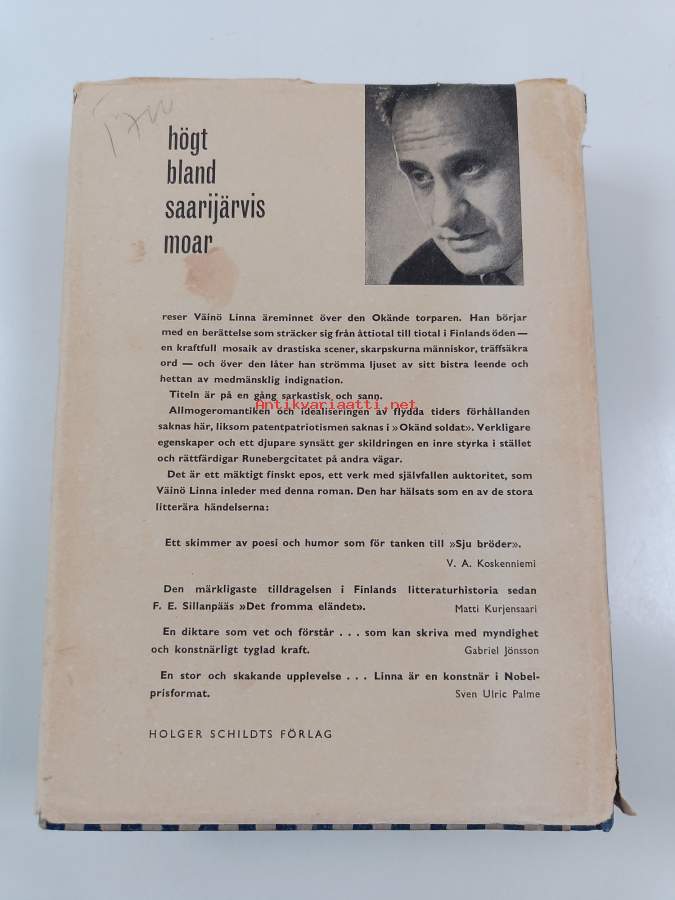 högt
bland
saarijärvis
moar
reser Väinö Linna äreminnet över den Okände torparen. Han börjar
med en berättelse som sträcker sig från åttiotal till tiotal i Finlands öden —
en kraftfull mosaik av drastiska scener, skarpskurna människor, träffsäkra
ord — och över den låter han strömma ljuset av sitt bistra leende och
hettan av medmänsklig indignation.
Titeln är på en gång sarkastisk och sann.
Antikvariaatti.net
Allmogeromantiken och idealiseringen av flydda tiders förhållanden
saknas här, liksom patentpatriotismen saknas i »Okänd soldat». Verkligare
egenskaper och ett djupare synsätt ger skildringen en inre styrka i stället
och rättfärdigar Runebergcitatet på andra vägar.
Det är ett mäktigt finskt epos, ett verk med självfallen auktoritet, som
Väinö Linna inleder med denna roman. Den har hälsats som en av de stora
litterära händelserna:
Ett skimmer av poesi och humor som för tanken till »Sju bröder».
V. A. Koskenniemi
Den märkligaste tilldragelsen i Finlands litteraturhistoria sedan
F. E. Sillanpääs »Det fromma eländet».
Matti Kurjensaari
En diktare som vet och förstår . . . som kan skriva med myndighet
och konstnärligt tyglad kraft.
Gabriel Jönsson
En stor och skakande upplevelse . . . Linna är en konstnär i Nobel-
prisformat.
Sven Ulric Palme
HOLGER SCHILDTS FÖRLAG